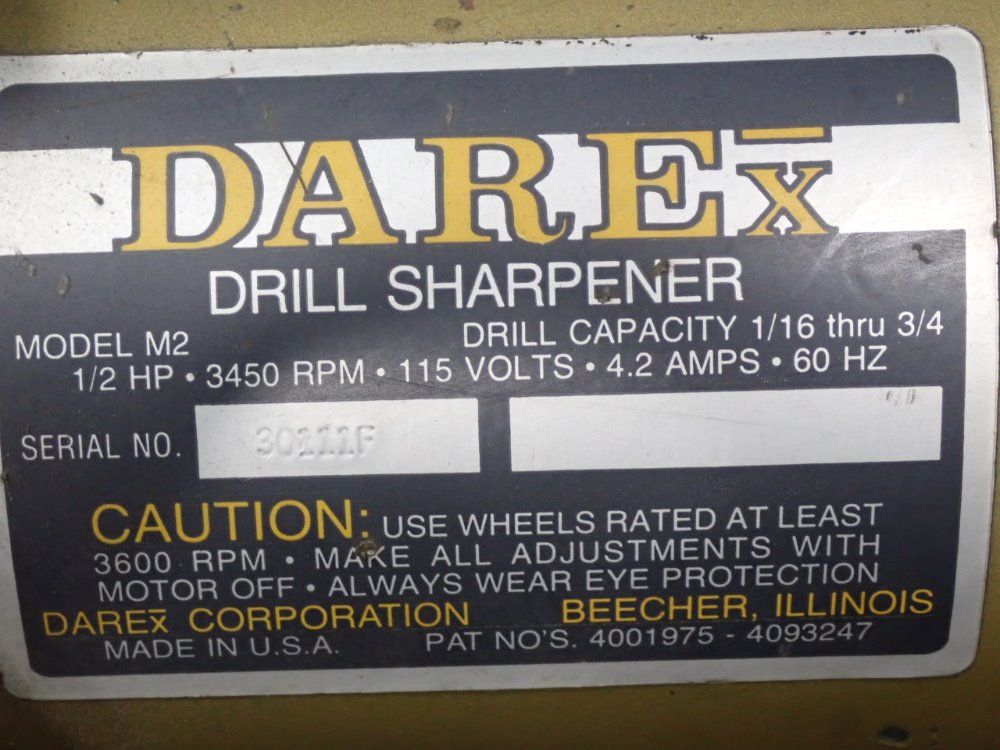 DAREX
DRILL SHARPENER
MODEL M2 DRILL CAPACITY 1/16 thru 3/4
1/2 HP • 3450 RPM • 115 VOLTS • 4.2 AMPS • 60 HZ
SERIAL NO. 30111F
CAUTION: USE WHEELS RATED AT LEAST
3600 RPM • MAKE ALL ADJUSTMENTS WITH
MOTOR OFF • ALWAYS WEAR EYE PROTECTION
DAREX CORPORATION BEECHER, ILLINOIS
MADE IN U.S.A. PAT NO'S. 4001975 - 4093247